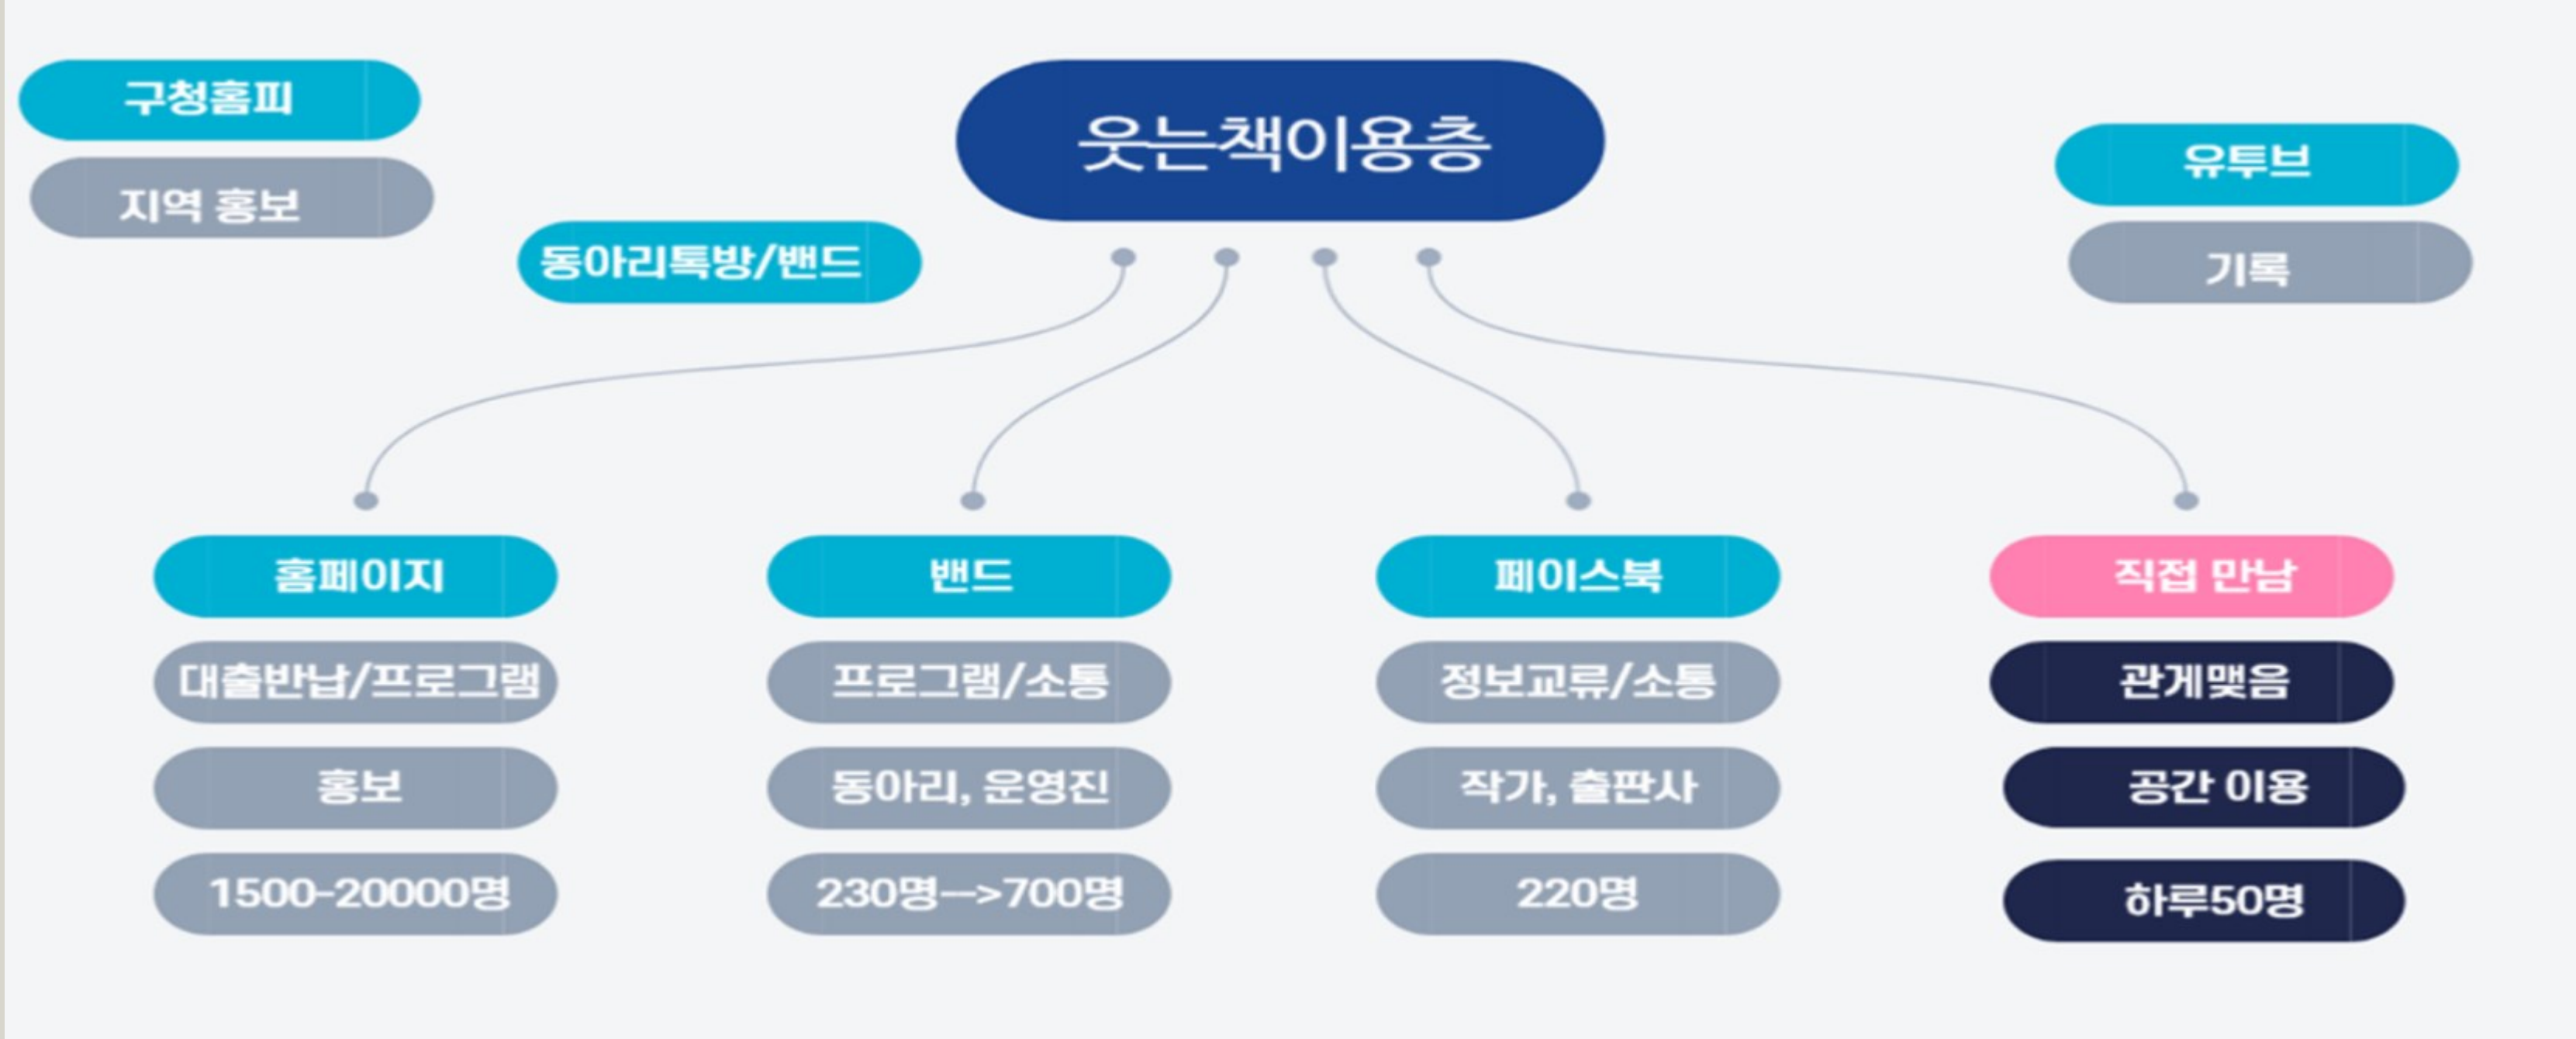 구청홈피
지역 홍보
웃는책이용층
유투브
기록
동아리톡방/밴드
홈페이지
대출반납/프로그램
홍보
1500-20000명
밴드
프로그램/소통
동아리, 운영진
230명-->700명
페이스북
정보교류/소통
작가, 출판사
220명
직접 만남
관게맺음
공간 이용
하루50명